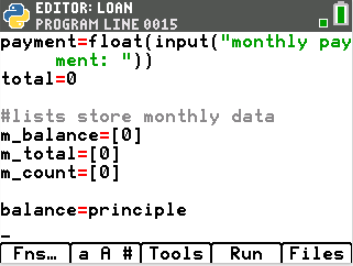 EDITOR: LOAN
PROGRAM LINE 0015
payment=float(input("monthly pay
ment: "))
total=0
#lists store monthly data
m_balance=[0]
m_total=[0]
m_count=[0]
balance=principle
_
Fns… a A # Tools Run Files